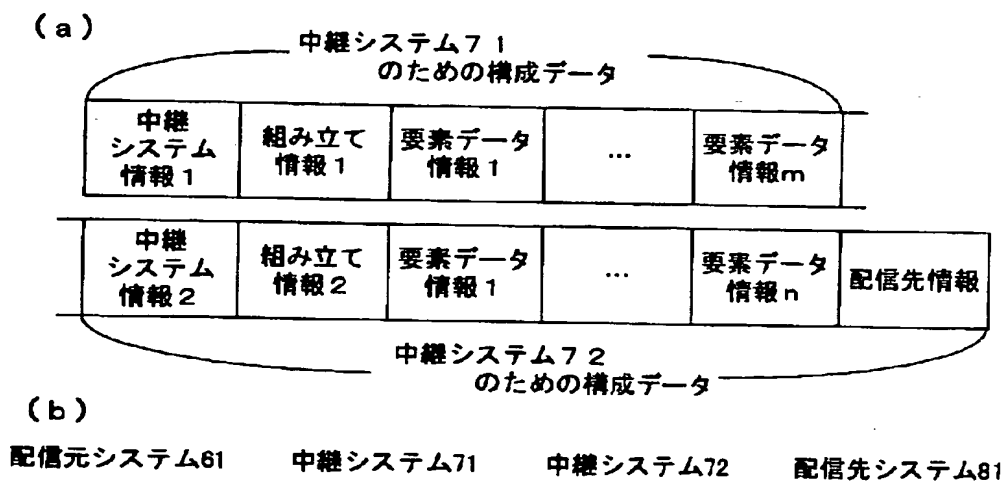 (a)
中継システム71
のための構成データ
中継
システム
情報1
組み立て
情報1
要素データ
情報1
...
要素データ
情報m
中継
システム
情報2
組み立て
情報2
要素データ
情報1
...
要素データ
情報n
配信先情報
中継システム72
のための構成データ
(b)
配信元システム61 中継システム71 中継システム72 配信先システム81